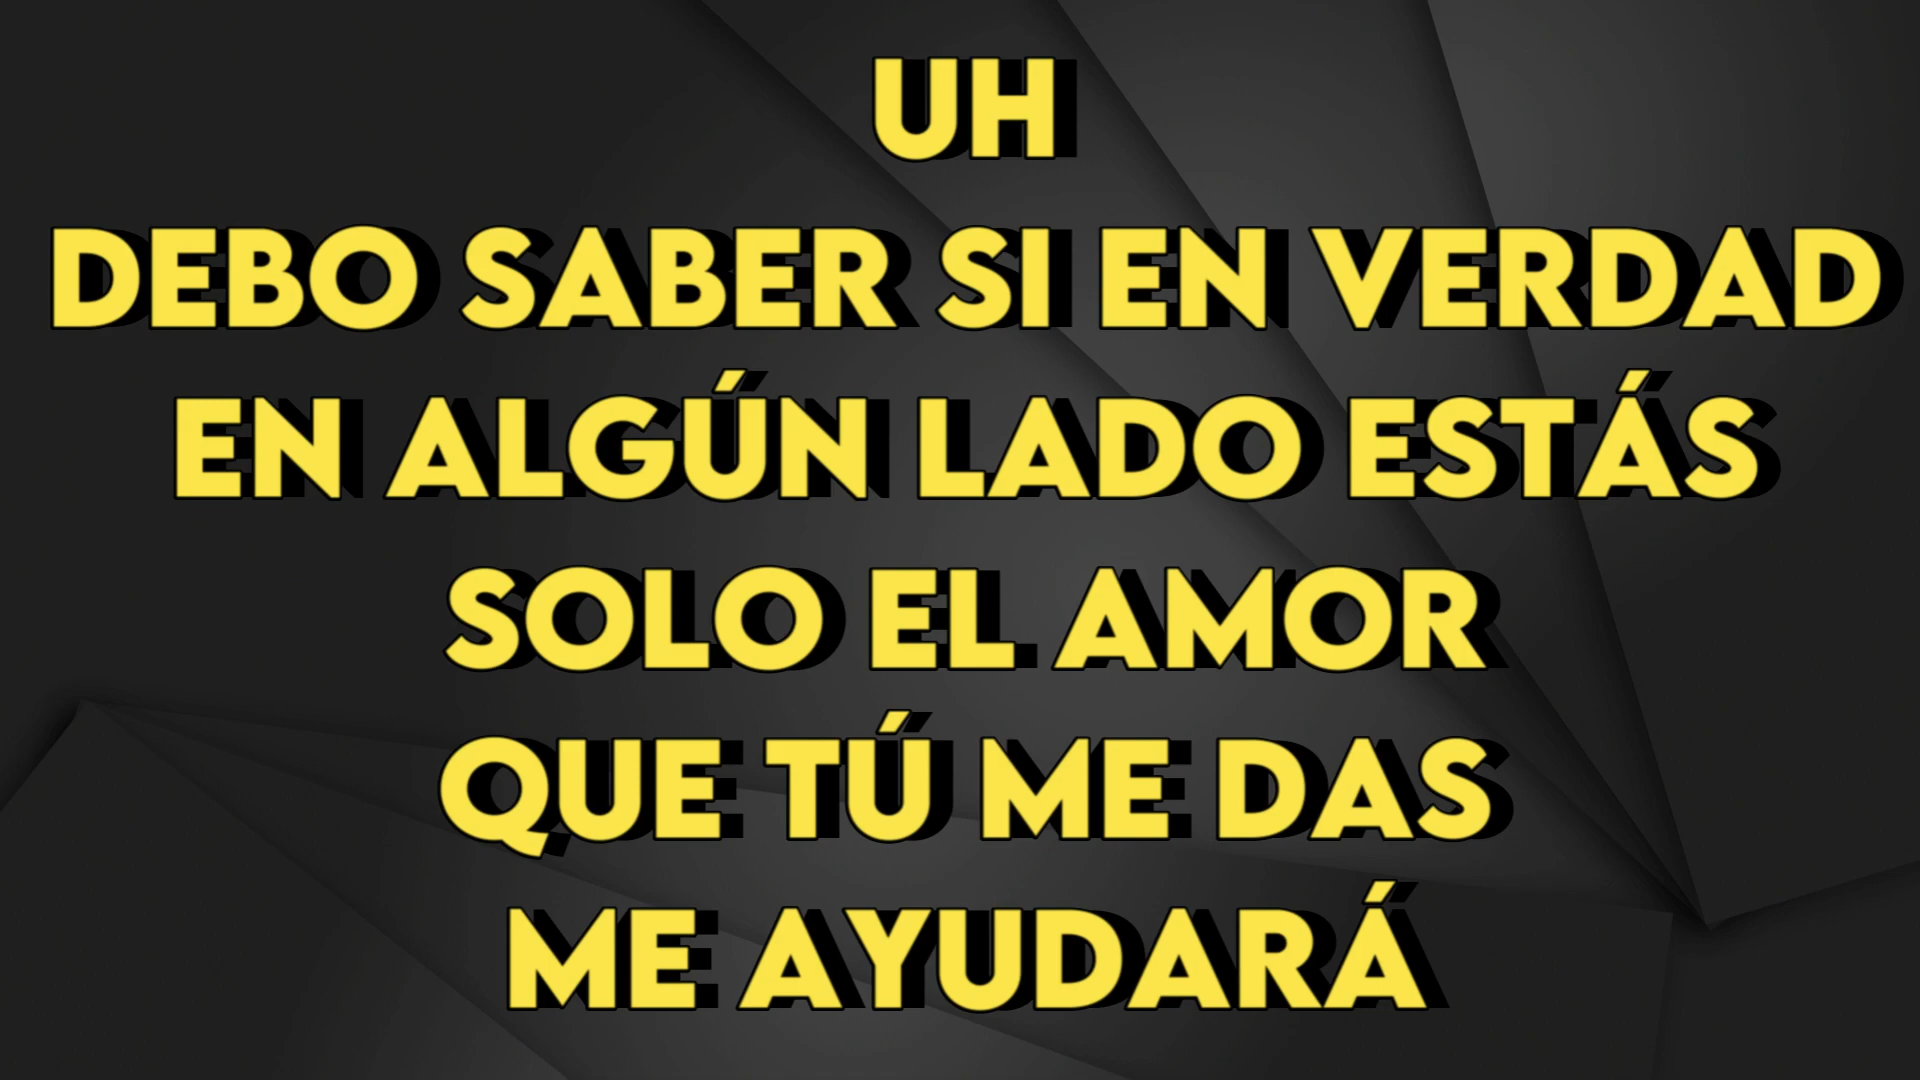 UH
DEBO SABER SI EN VERDAD
EN ALGÚN LADO ESTÁS
SOLO EL AMOR
QUE TÚ ME DAS
ME AYUDARÁ